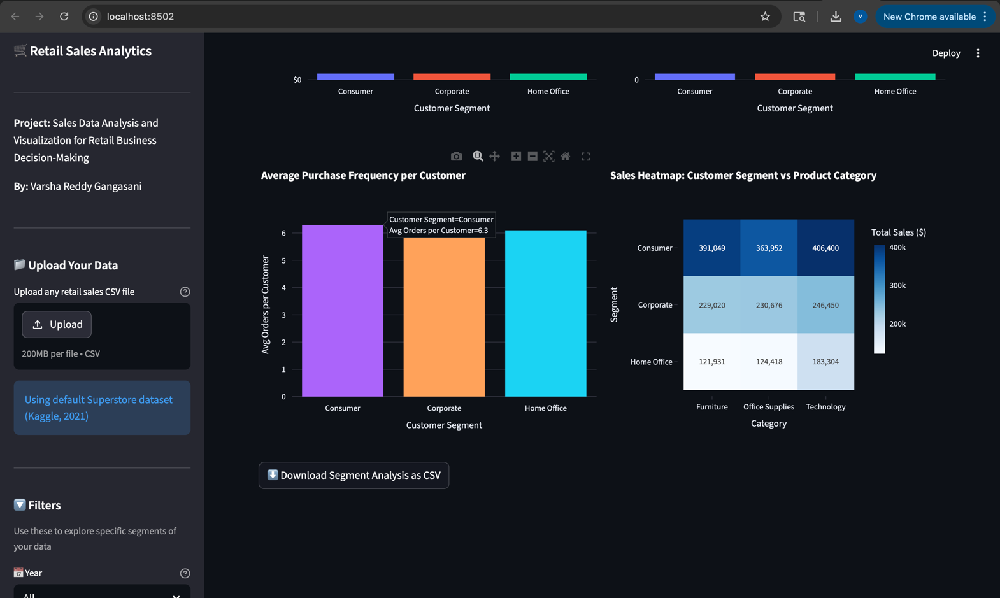 localhost:8502
V
New Chrome available
🛒 Retail Sales Analytics
Project: Sales Data Analysis and
Visualization for Retail Business
Decision-Making
By: Varsha Reddy Gangasani
📁 Upload Your Data
Upload any retail sales CSV file
Upload
200MB per file • CSV
Using default Superstore dataset
(Kaggle, 2021)
🔽 Filters
Use these to explore specific segments of
your data
📅 Year
All
Deploy
$0
Consumer
Corporate
Home Office
Customer Segment
0
Consumer
Corporate
Home Office
Customer Segment
Average Purchase Frequency per Customer
Customer Segment=Consumer
Avg Orders per Customer=6.3
Avg Orders per Customer
6
5
4
3
2
1
0
Consumer
Corporate
Home Office
Customer Segment
Sales Heatmap: Customer Segment vs Product Category
Segment
Consumer
391,049
363,952
406,400
Corporate
229,020
230,676
246,450
Home Office
121,931
124,418
183,304
Furniture
Office Supplies
Technology
Category
Total Sales ($)
400k
300k
200k
⬇️ Download Segment Analysis as CSV